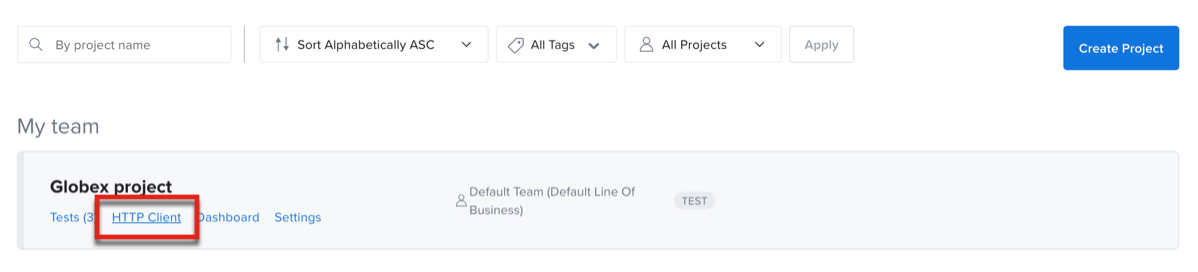 By project name
Sort Alphabetically ASC
All Tags
All Projects
Apply
Create Project
My team
Globex project
Tests (3
HTTP Client
Dashboard
Settings
Default Team (Default Line Of
Business)
TEST